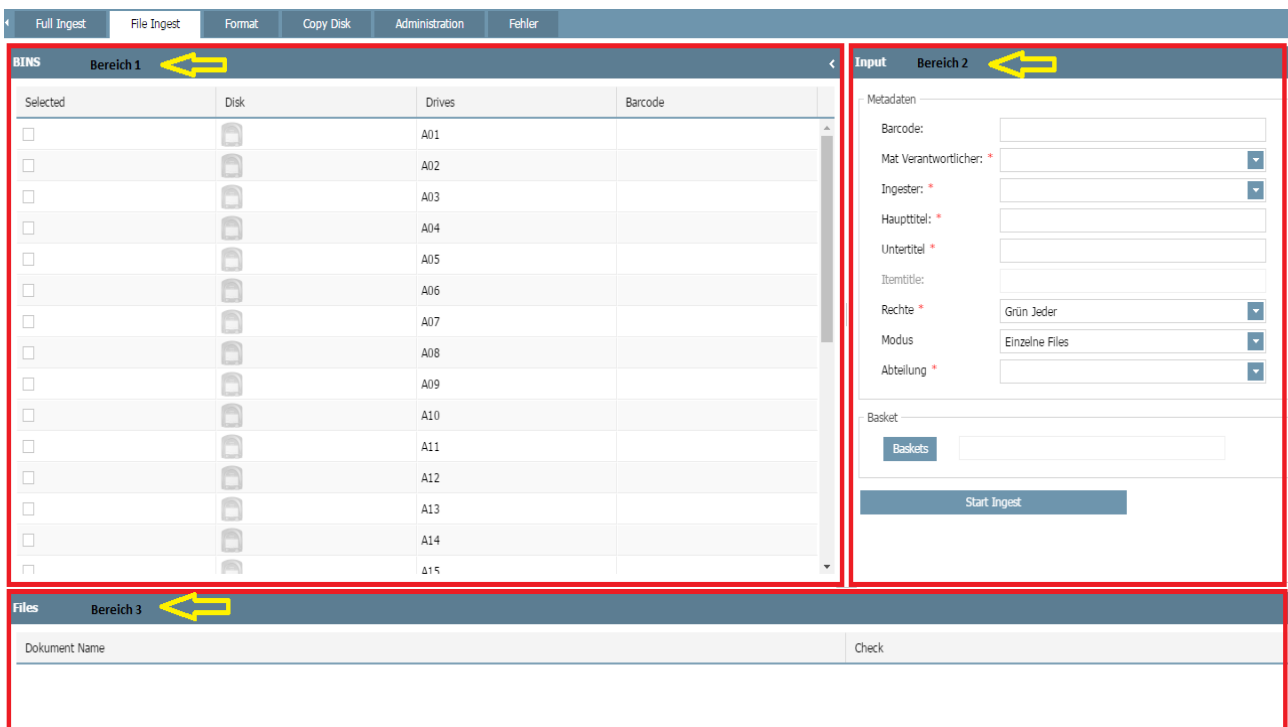 Full Ingest File Ingest Format Copy Disk Administration Fehler
BINS Bereich 1
Selected Disk Drives Barcode
A01
A02
A03
A04
A05
A06
A07
A08
A09
A10
A11
A12
A13
A14
A15
Input Bereich 2
Metadaten
Barcode:
Mat Verantwortlicher: *
Ingester: *
Haupttitel: *
Untertitel *
Itemtitle:
Rechte * Grün Jeder
Modus Einzelne Files
Abteilung *
Basket
Baskets
Start Ingest
Files Bereich 3
Dokument Name Check